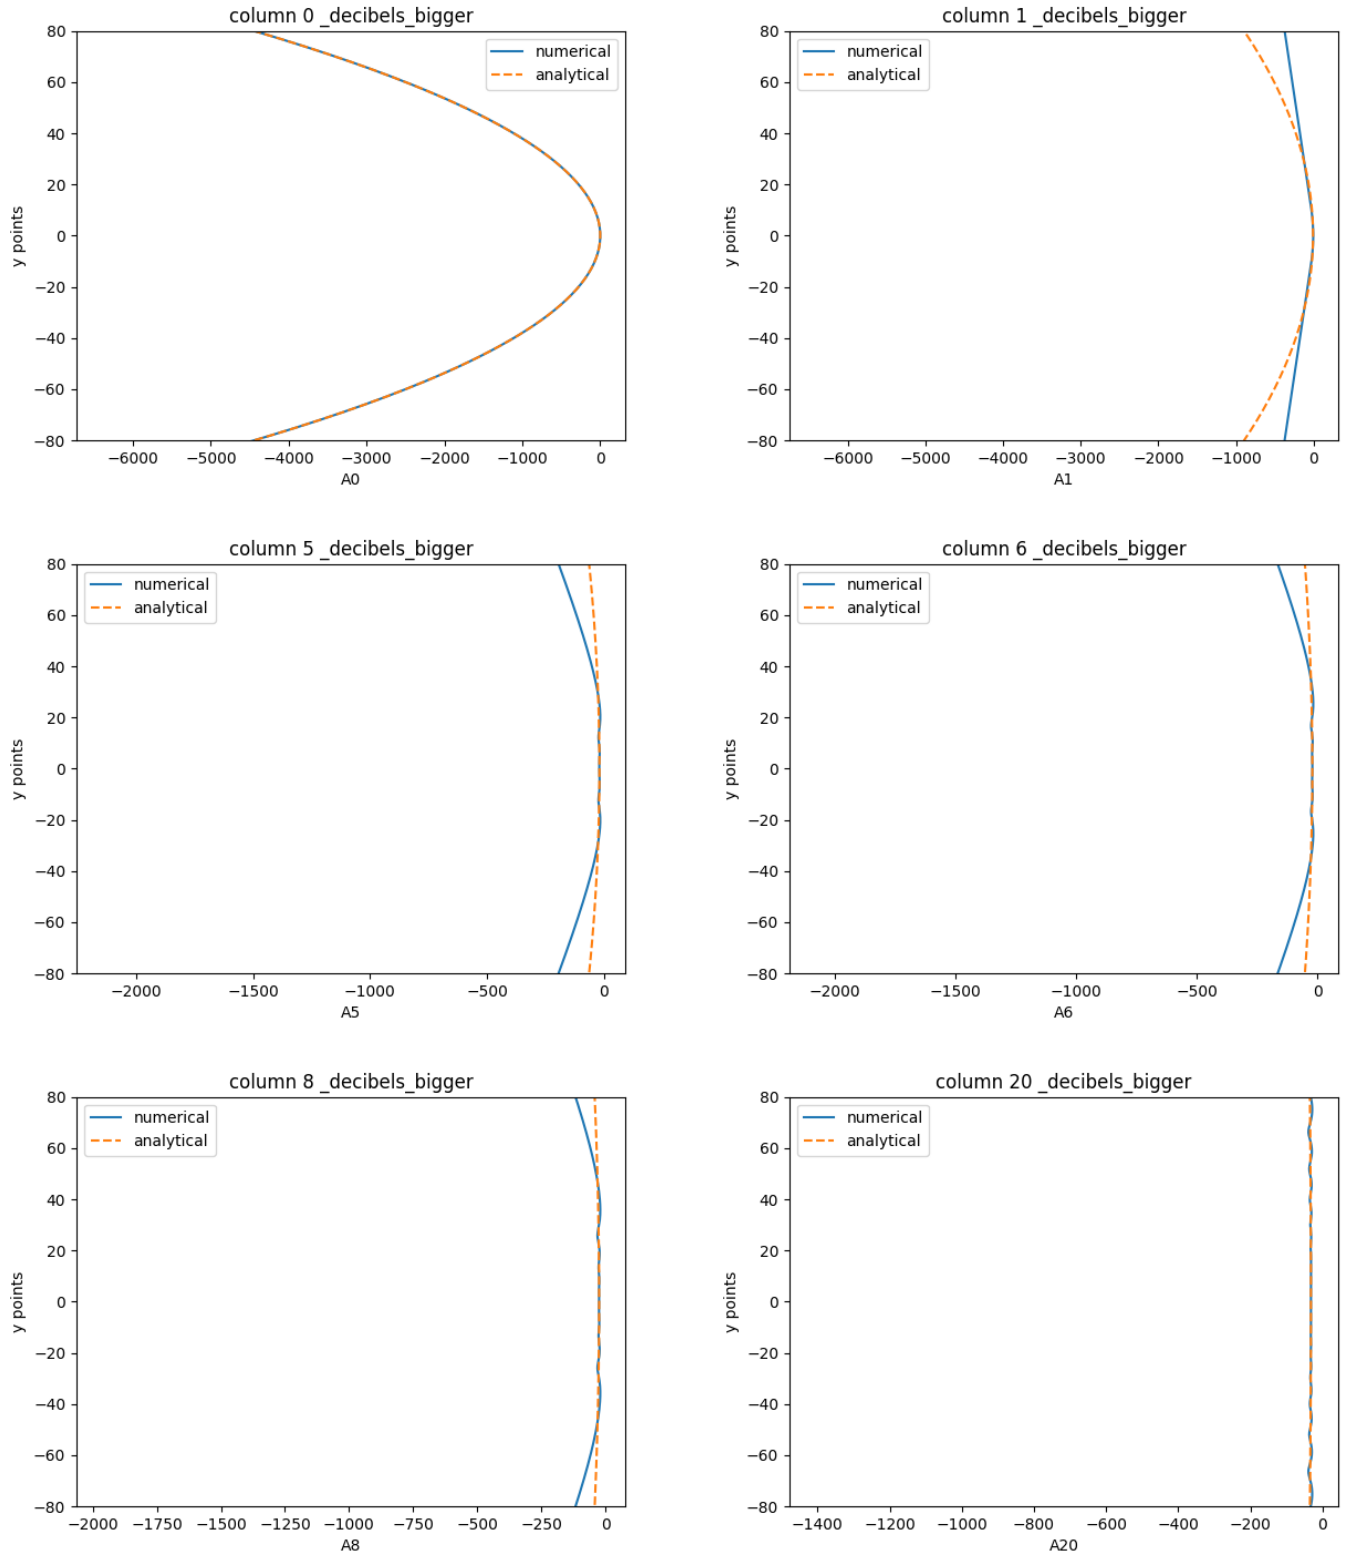 column 0 _decibels_bigger
80
60
40
20
0
−20
−40
−60
−80
y points
numerical
analytical
−6000 −5000 −4000 −3000 −2000 −1000 0
A0
column 1 _decibels_bigger
80
60
40
20
0
−20
−40
−60
−80
y points
numerical
analytical
−6000 −5000 −4000 −3000 −2000 −1000 0
A1
column 5 _decibels_bigger
80
60
40
20
0
−20
−40
−60
−80
y points
numerical
analytical
−2000 −1500 −1000 −500 0
A5
column 6 _decibels_bigger
80
60
40
20
0
−20
−40
−60
−80
y points
numerical
analytical
−2000 −1500 −1000 −500 0
A6
column 8 _decibels_bigger
80
60
40
20
0
−20
−40
−60
−80
y points
numerical
analytical
−2000 −1750 −1500 −1250 −1000 −750 −500 −250 0
A8
column 20 _decibels_bigger
80
60
40
20
0
−20
−40
−60
−80
y points
numerical
analytical
−1400 −1200 −1000 −800 −600 −400 −200 0
A20